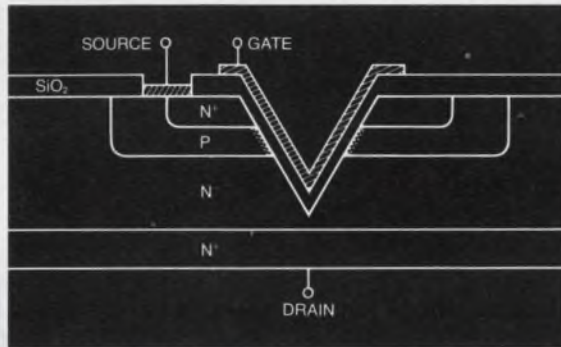 SOURCE
GATE
SiO₂
N⁺
P
N
N⁺
DRAIN